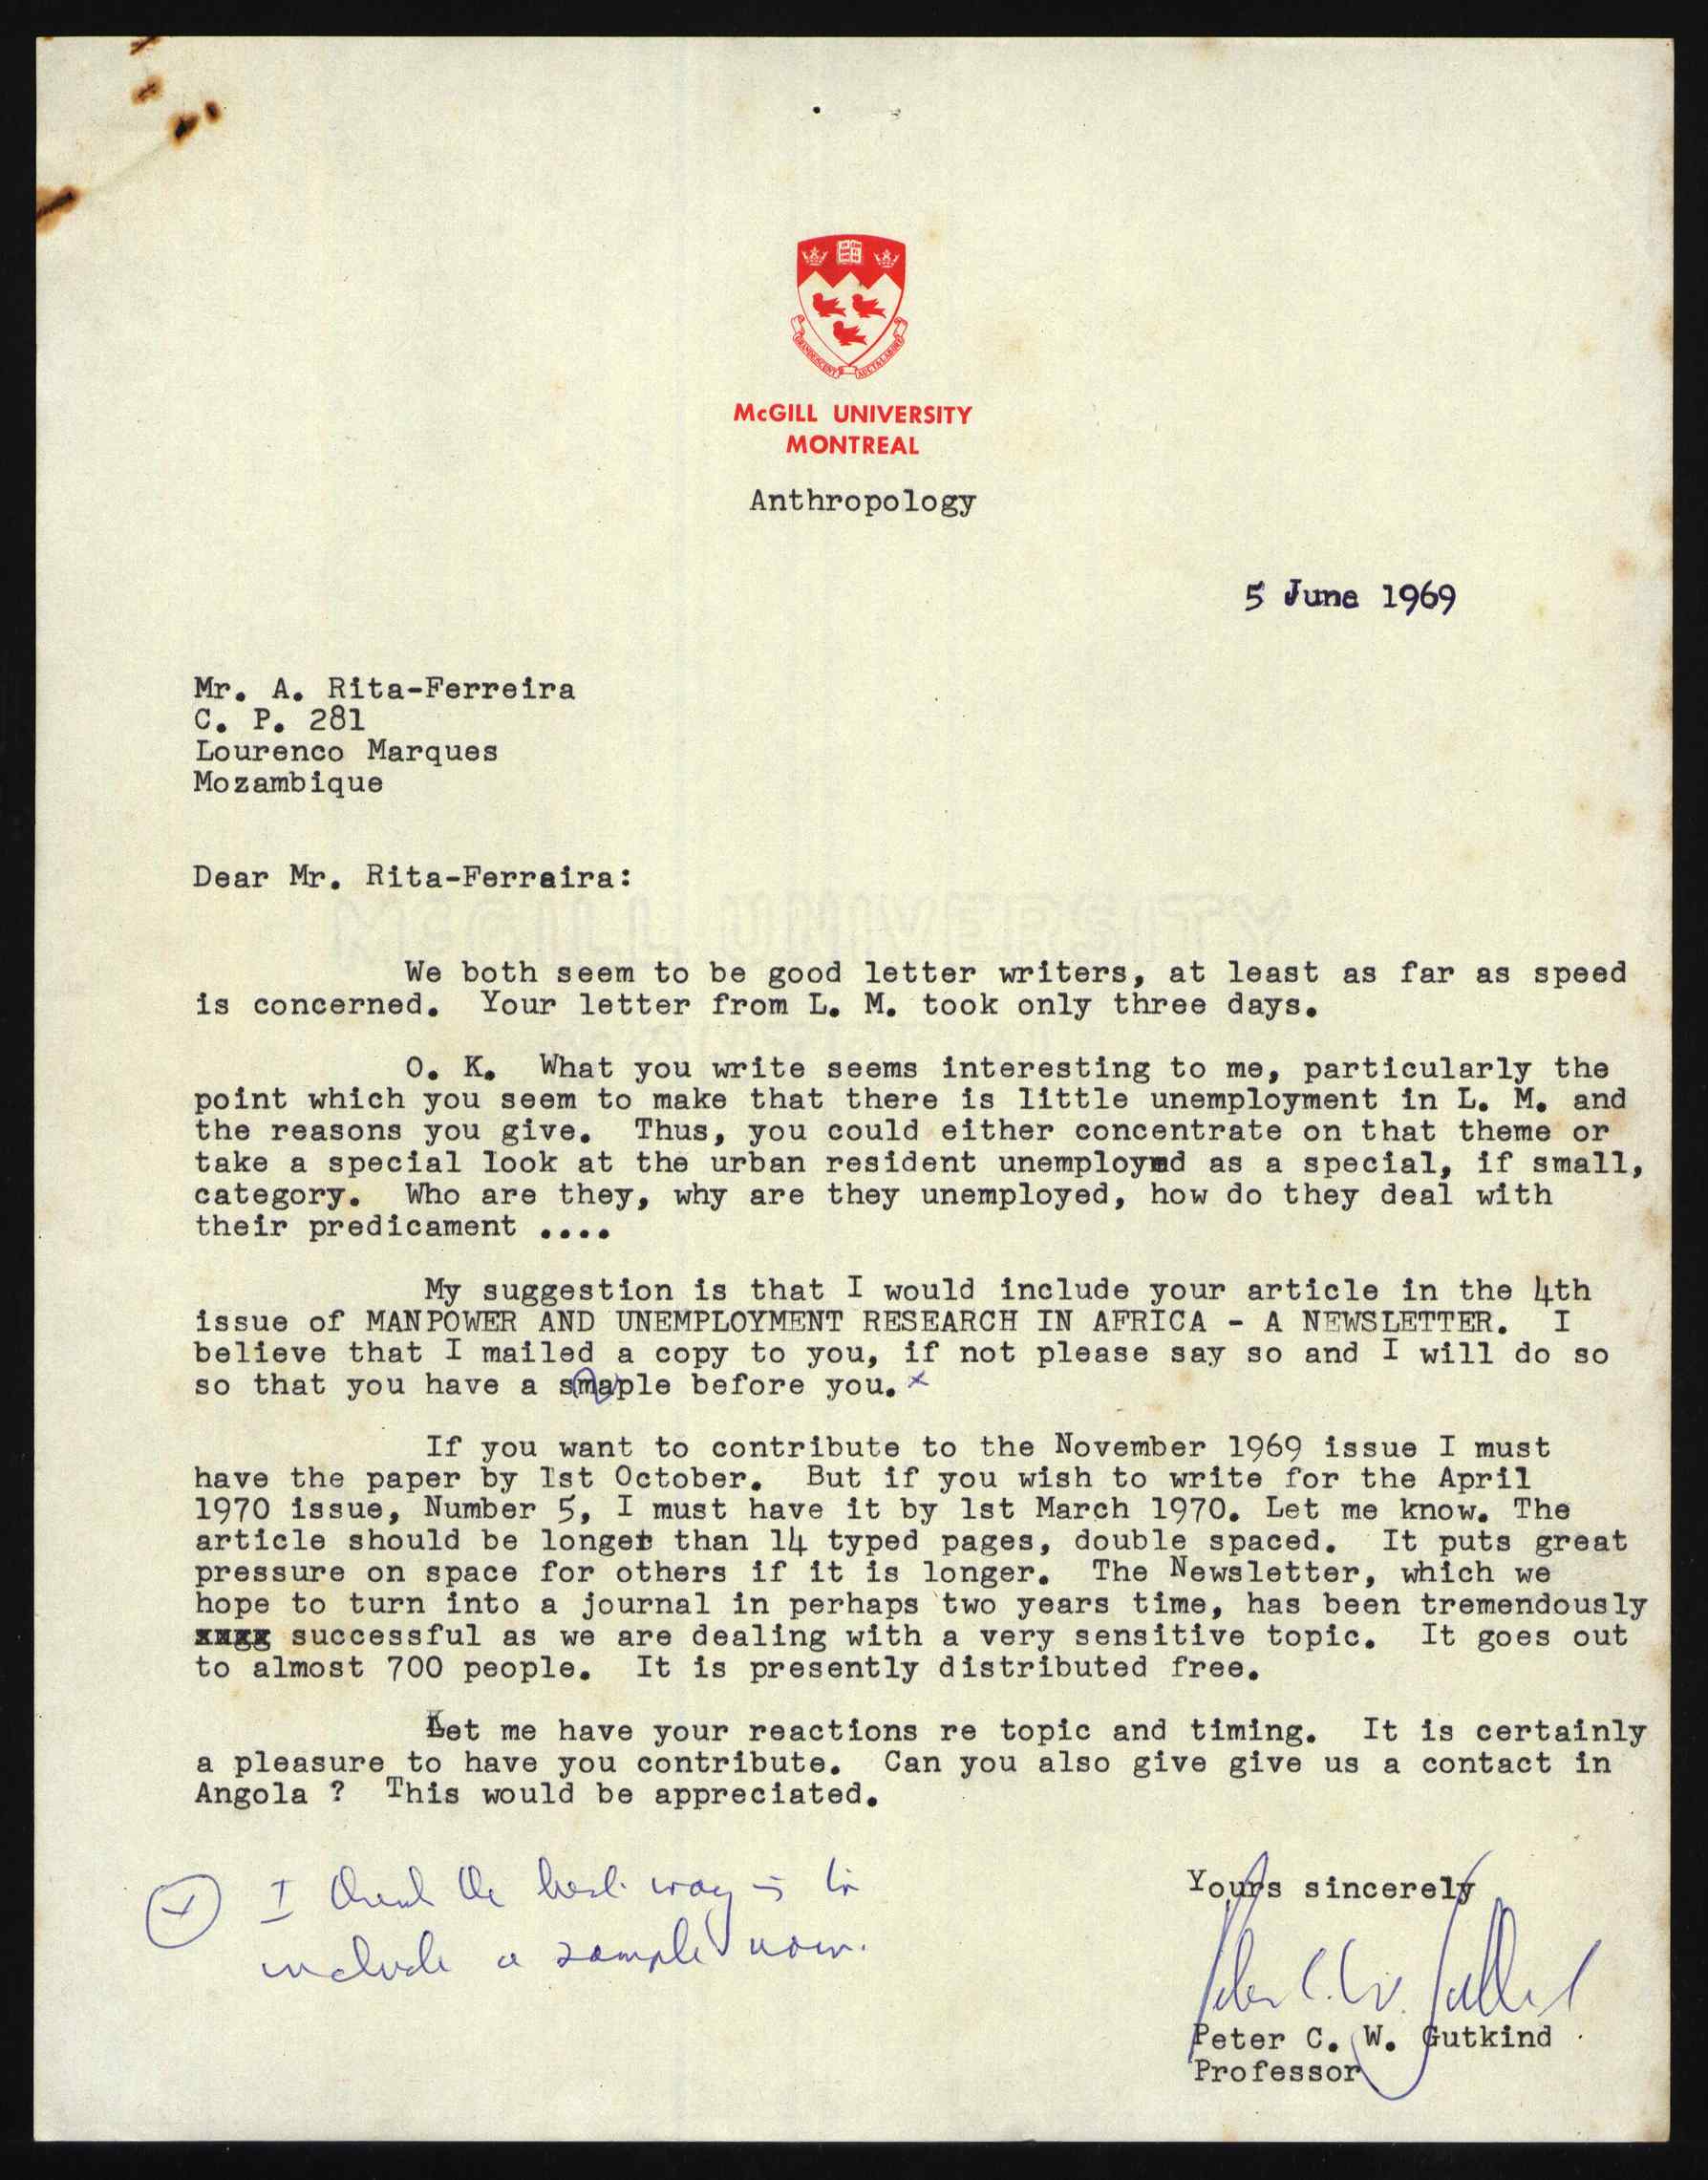 GRANDESCUNT AUCTA LABORE
McGILL UNIVERSITY
MONTREAL
Anthropology
5 June 1969
Mr. A. Rita-Ferreira
C. P. 281
Lourenco Marques
Mozambique
Dear Mr. Rita-Ferraira:
McGILL UNIVERSITY
MONTREAL
We both seem to be good letter writers, at least as far as speed
is concerned. Your letter from L. M. took only three days.
O. K. What you write seems interesting to me, particularly the
point which you seem to make that there is little unemployment in L. M. and
the reasons you give. Thus, you could either concentrate on that theme or
take a special look at the urban resident unemployed as a special, if small,
category. Who are they, why are they unemployed, how do they deal with
their predicament ....
My suggestion is that I would include your article in the 4th
issue of MANPOWER AND UNEMPLOYMENT RESEARCH IN AFRICA - A NEWSLETTER. I
believe that I mailed a copy to you, if not please say so and I will do so
so that you have a smaple before you. x
If you want to contribute to the November 1969 issue I must
have the paper by 1st October. But if you wish to write for the April
1970 issue, Number 5, I must have it by 1st March 1970. Let me know. The
article should be longer than 14 typed pages, double spaced. It puts great
pressure on space for others if it is longer. The Newsletter, which we
hope to turn into a journal in perhaps two years time, has been tremendously
successful as we are dealing with a very sensitive topic. It goes out
to almost 700 people. It is presently distributed free.
Let me have your reactions re topic and timing. It is certainly
a pleasure to have you contribute. Can you also give give us a contact in
Angola ? This would be appreciated.
x I think the best way is to
include a sample now.
Yours sincerely
Peter C. W. Gutkind
Peter C. W. Gutkind
Professor